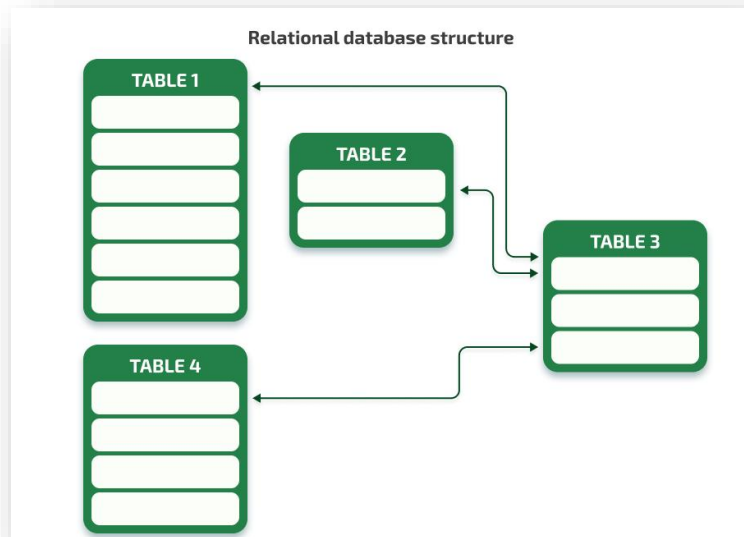 Relational database structure
TABLE 1
TABLE 2
TABLE 3
TABLE 4